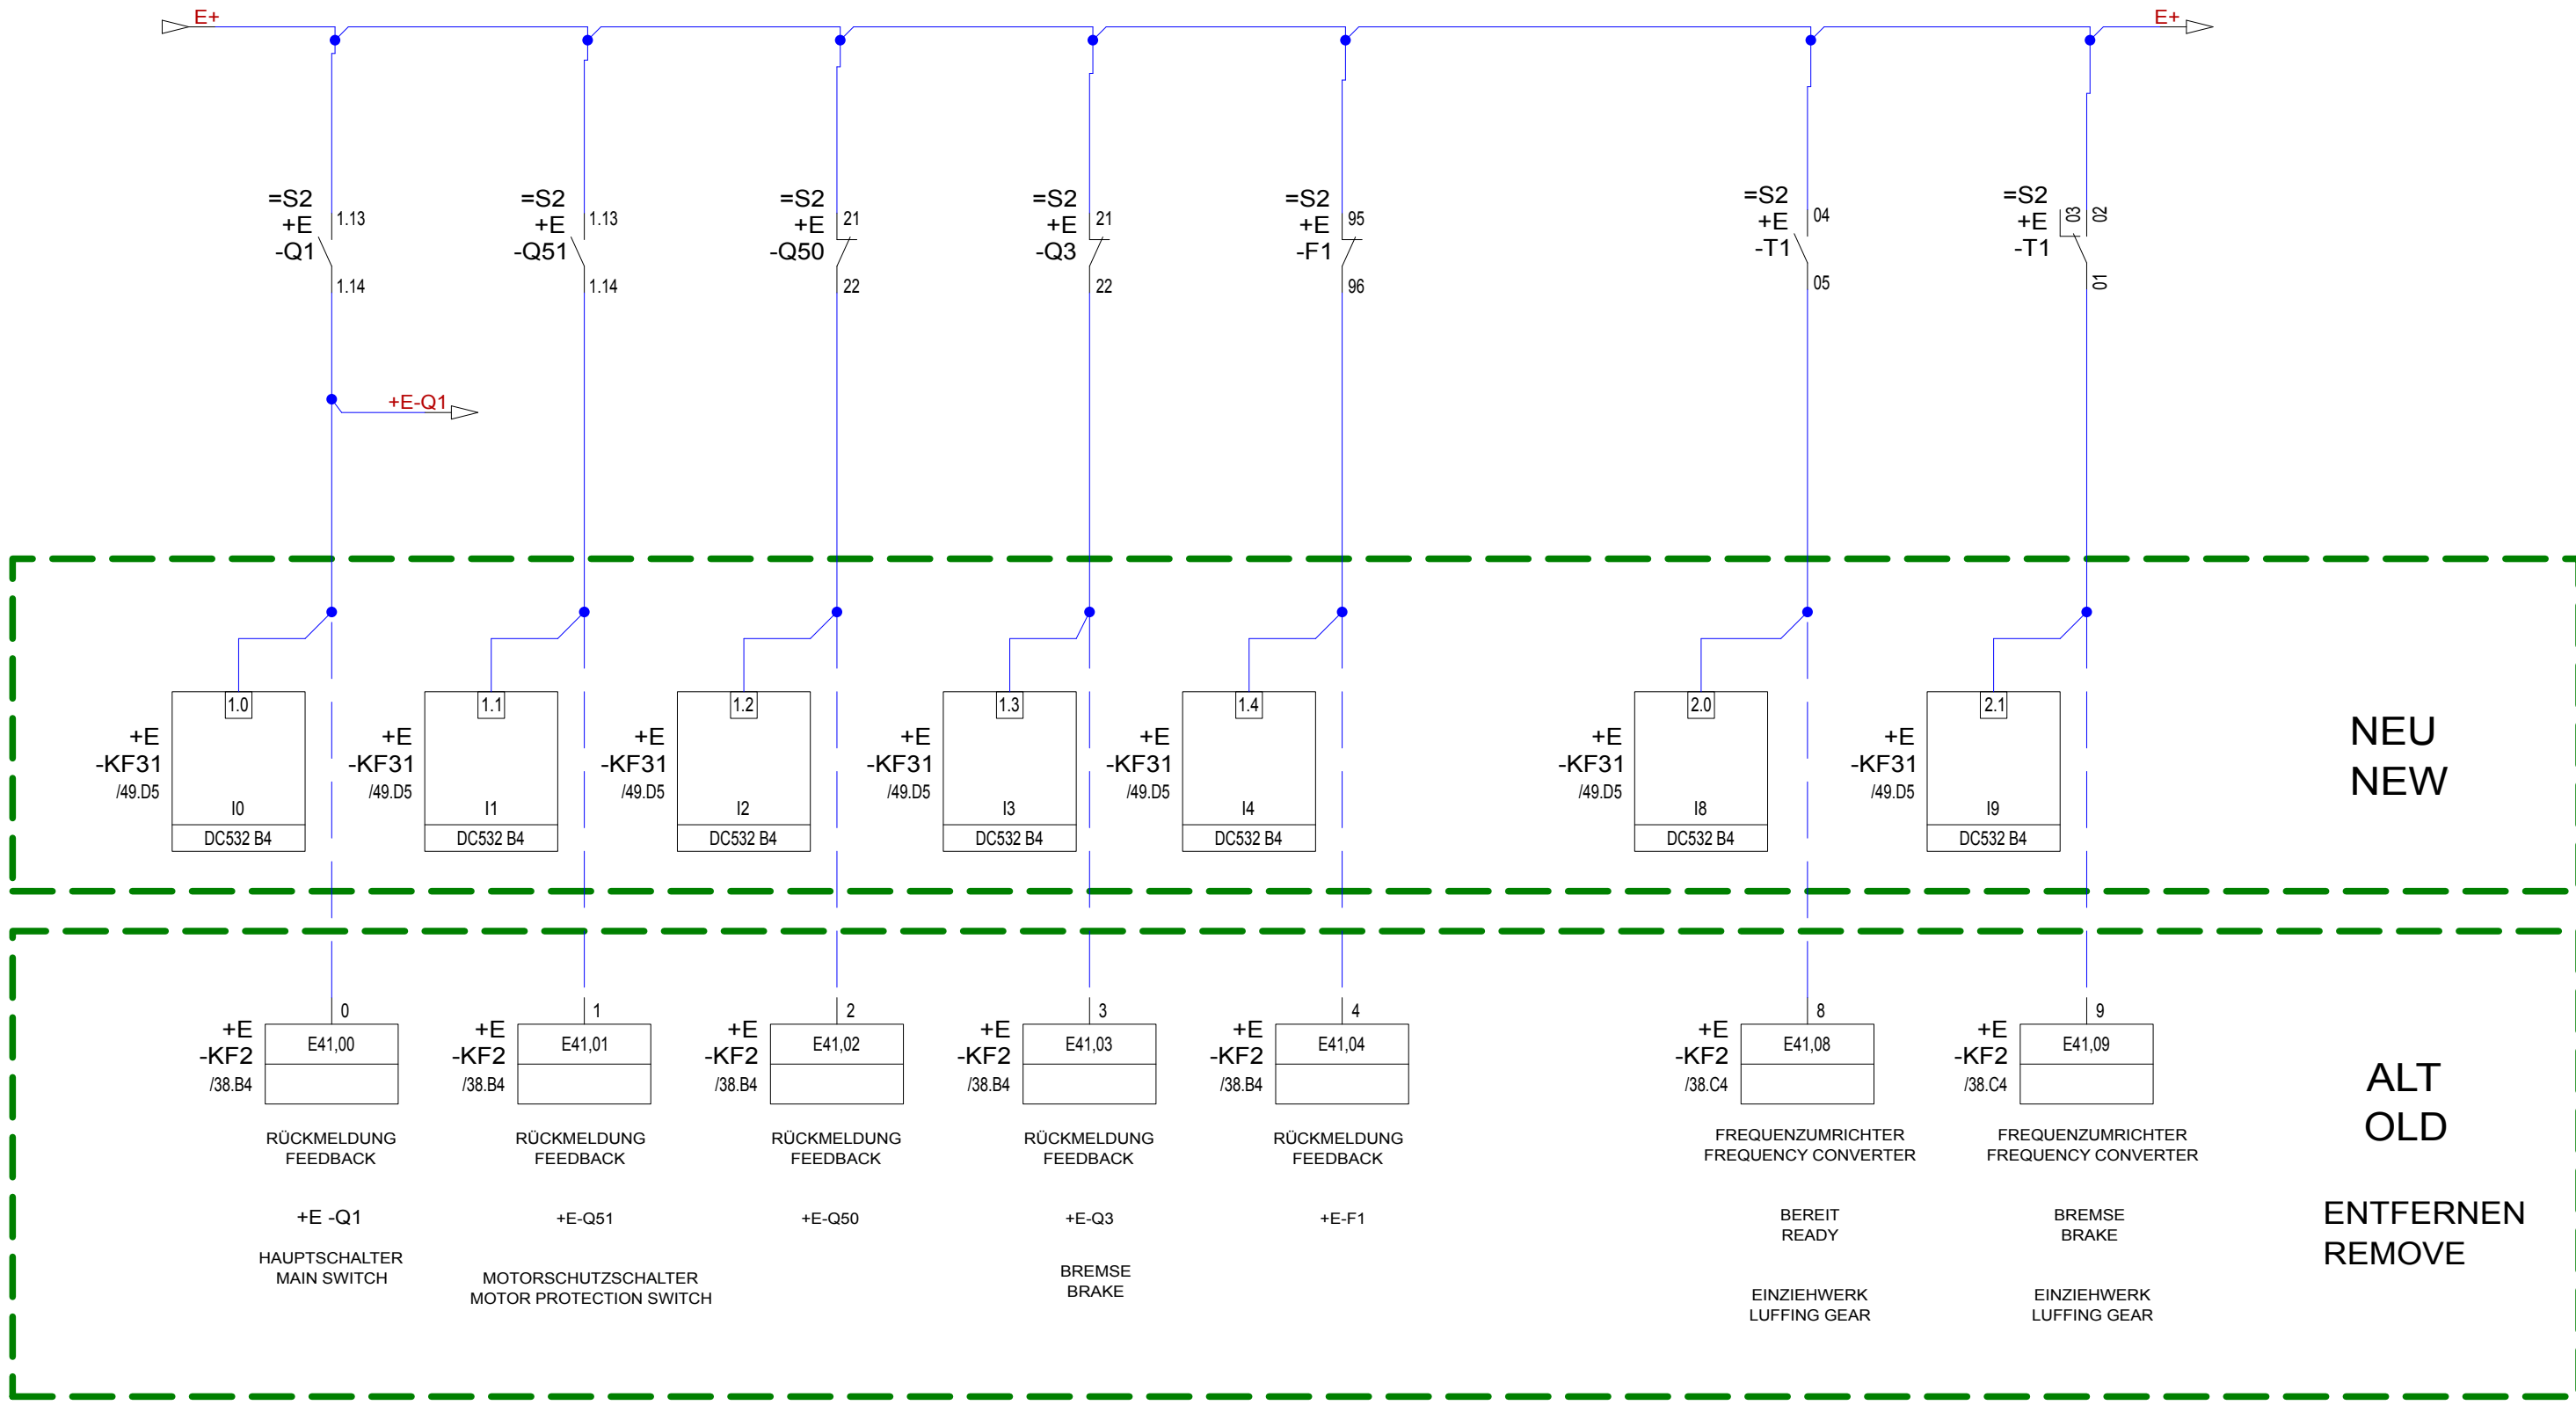 E+
E+
=S2
+E
-Q1
1.13
1.14
=S2
+E
-Q51
1.13
1.14
=S2
+E
-Q50
21
22
=S2
+E
-Q3
21
22
=S2
+E
-F1
95
96
=S2
+E
-T1
04
05
=S2
+E
-T1
03
02
01
+E-Q1
+E
-KF31
/49.D5
1.0
I0
DC532 B4
+E
-KF31
/49.D5
1.1
I1
DC532 B4
+E
-KF31
/49.D5
1.2
I2
DC532 B4
+E
-KF31
/49.D5
1.3
I3
DC532 B4
+E
-KF31
/49.D5
1.4
I4
DC532 B4
+E
-KF31
/49.D5
2.0
I8
DC532 B4
+E
-KF31
/49.D5
2.1
I9
DC532 B4
NEU
NEW
+E
-KF2
/38.B4
0
E41,00
RÜCKMELDUNG
FEEDBACK
+E -Q1
HAUPTSCHALTER
MAIN SWITCH
+E
-KF2
/38.B4
1
E41,01
RÜCKMELDUNG
FEEDBACK
+E-Q51
MOTORSCHUTZSCHALTER
MOTOR PROTECTION SWITCH
+E
-KF2
/38.B4
2
E41,02
RÜCKMELDUNG
FEEDBACK
+E-Q50
+E
-KF2
/38.B4
3
E41,03
RÜCKMELDUNG
FEEDBACK
+E-Q3
BREMSE
BRAKE
+E
-KF2
/38.B4
4
E41,04
RÜCKMELDUNG
FEEDBACK
+E-F1
+E
-KF2
/38.C4
8
E41,08
FREQUENZUMRICHTER
FREQUENCY CONVERTER
BEREIT
READY
EINZIEHWERK
LUFFING GEAR
+E
-KF2
/38.C4
9
E41,09
FREQUENZUMRICHTER
FREQUENCY CONVERTER
BREMSE
BRAKE
EINZIEHWERK
LUFFING GEAR
ALT
OLD
ENTFERNEN
REMOVE